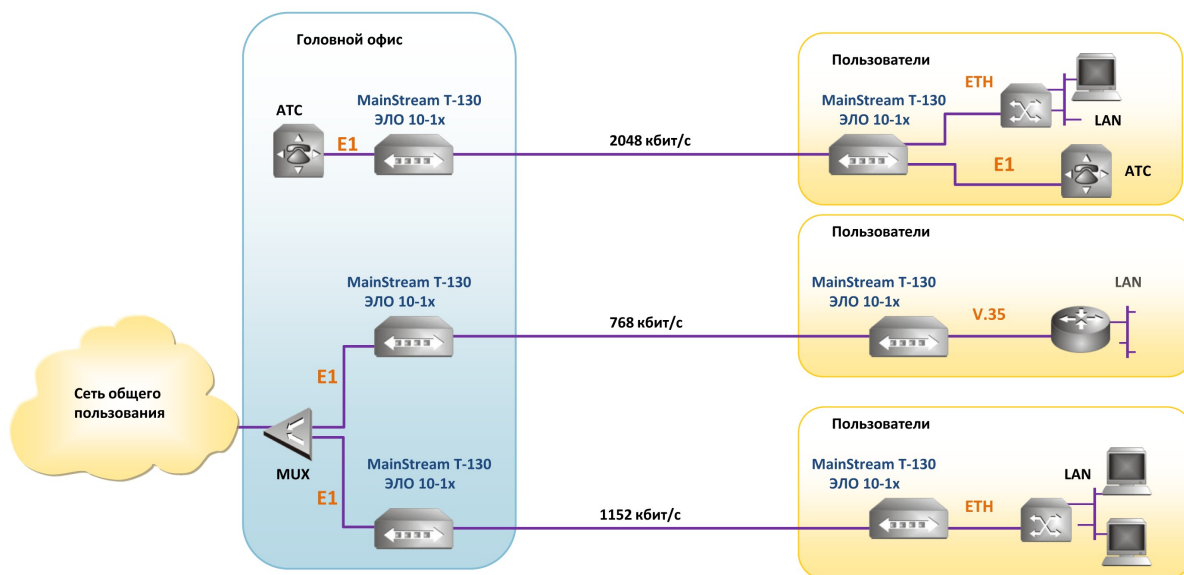 Головной офис
АТС
E1
MainStream Т-130
ЭЛО 10-1х
2048 кбит/с
Пользователи
MainStream Т-130
ЭЛО 10-1х
ETH
LAN
E1
АТС
Сеть общего
пользования
MUX
E1
MainStream Т-130
ЭЛО 10-1х
768 кбит/с
Пользователи
MainStream Т-130
ЭЛО 10-1х
V.35
LAN
E1
MainStream Т-130
ЭЛО 10-1х
1152 кбит/с
Пользователи
MainStream Т-130
ЭЛО 10-1х
ETH
LAN